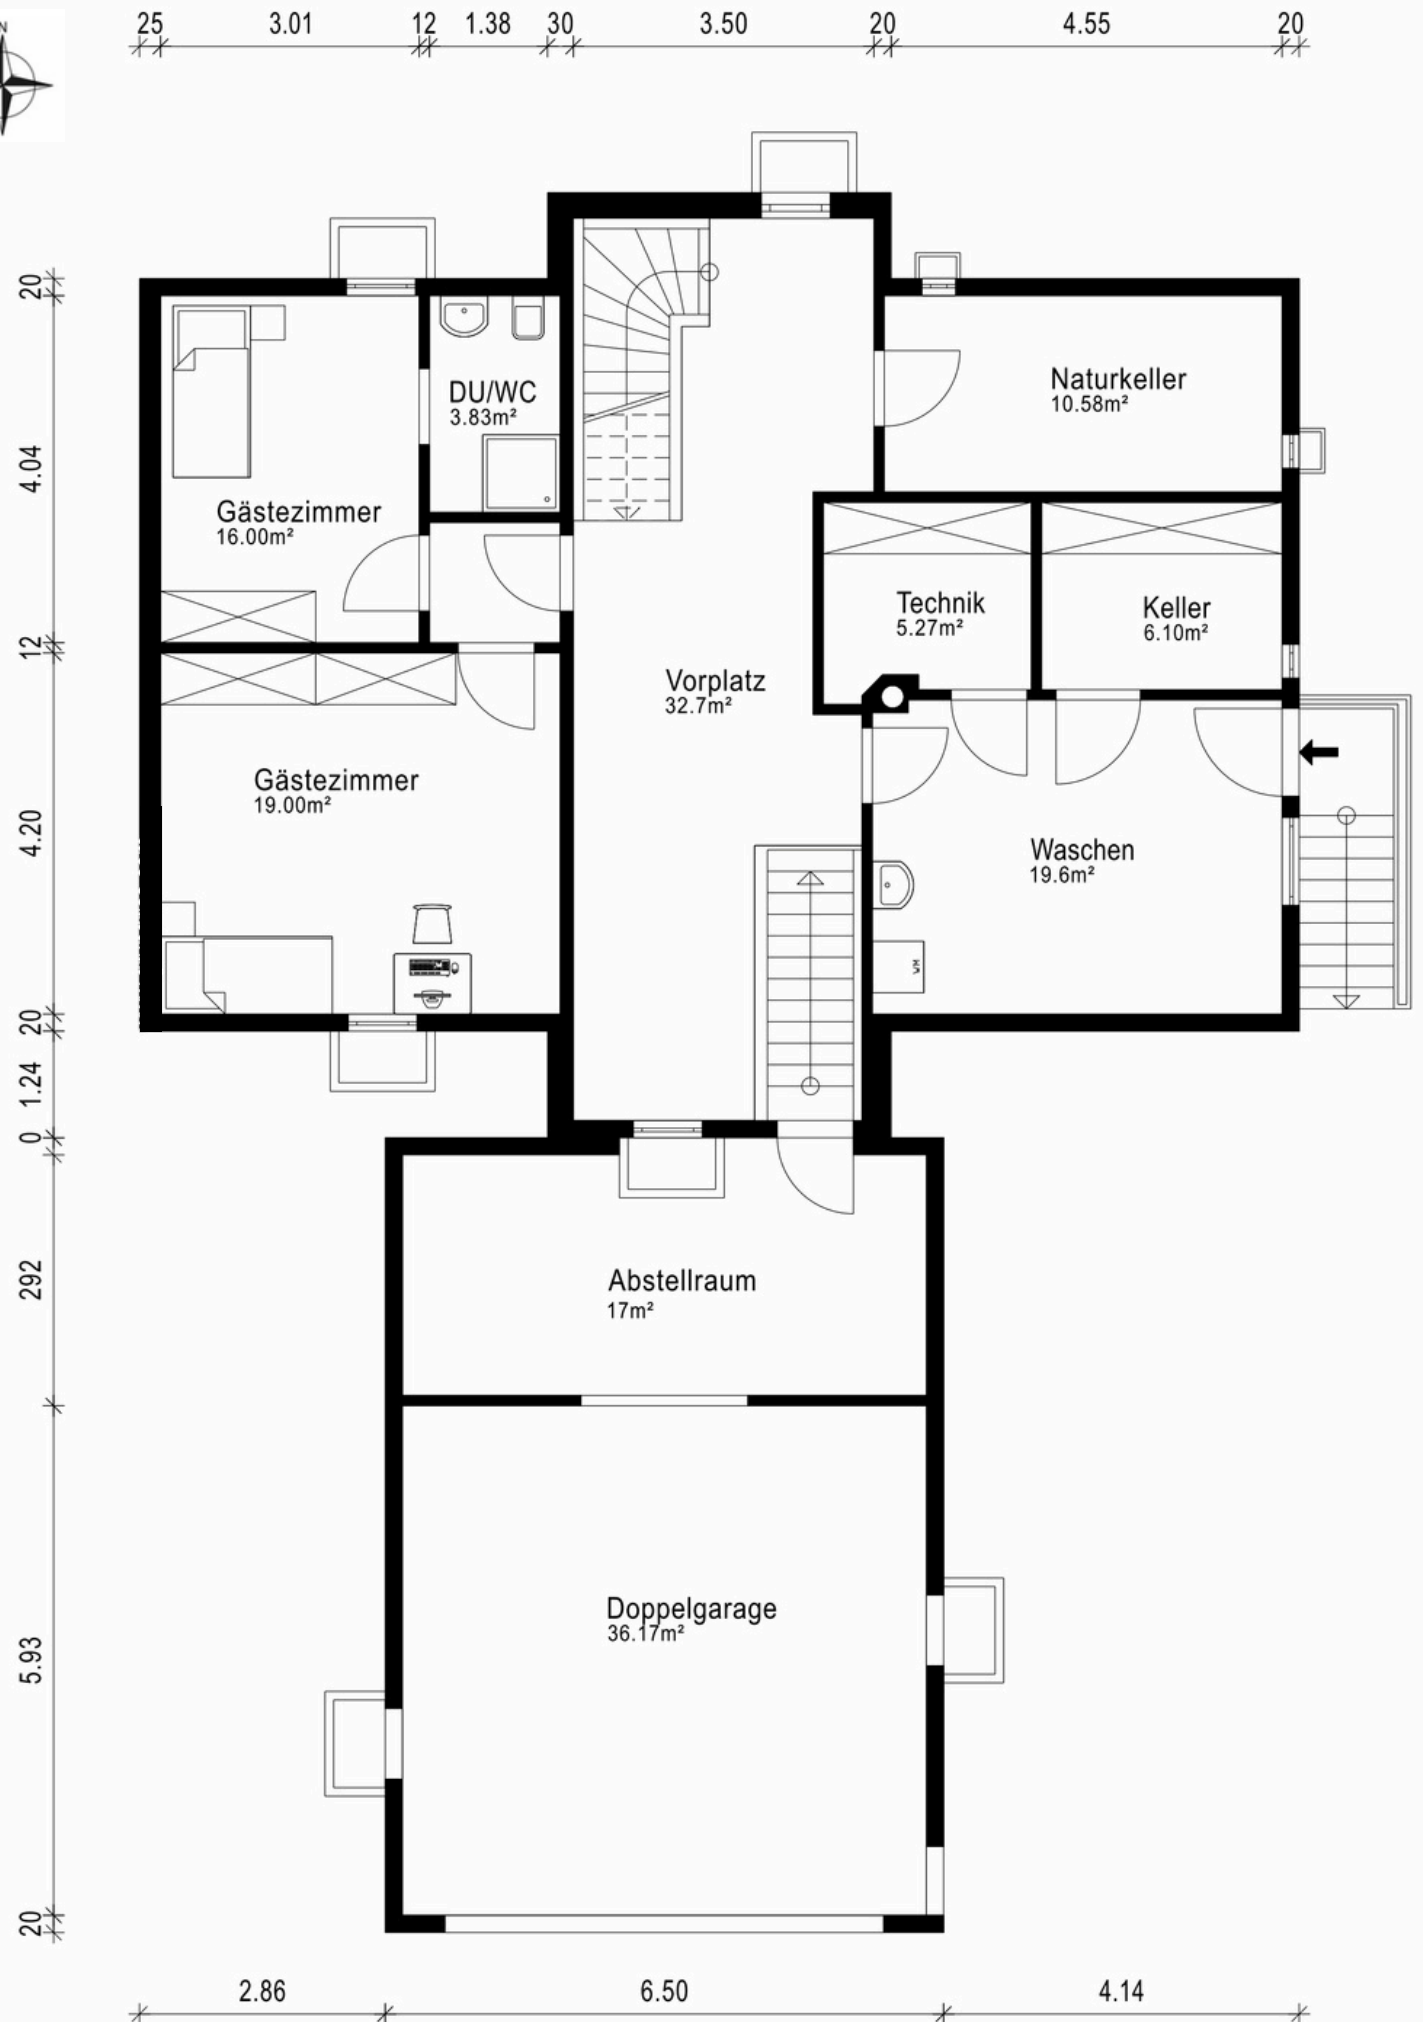 25 3.01 12 1.38 30 3.50 20 4.55 20
N
20
4.04
12
4.20
20
1.24
0
292
5.93
20
DU/WC
3.83m²
Naturkeller
10.58m²
Gästezimmer
16.00m²
Technik
5.27m²
Keller
6.10m²
Vorplatz
32.7m²
Gästezimmer
19.00m²
Waschen
19.6m²
WM
Abstellraum
17m²
Doppelgarage
36.17m²
2.86 6.50 4.14